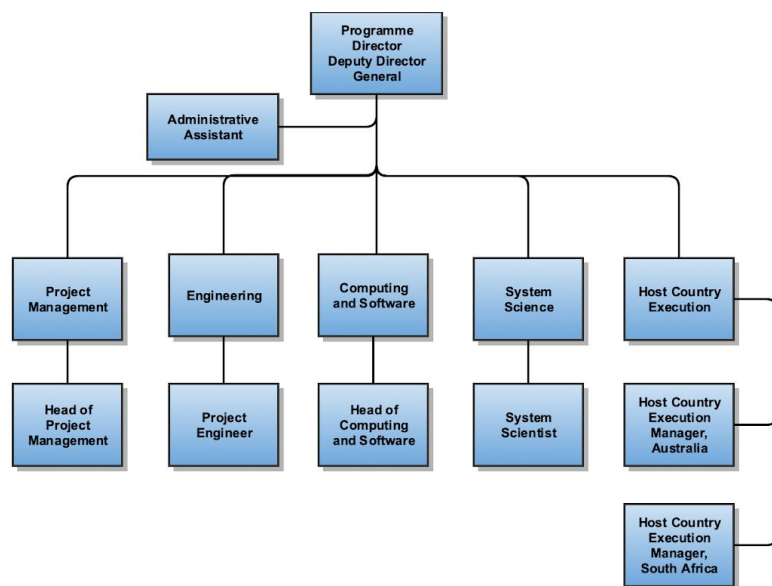 Programme
Director
Deputy Director
General
Administrative
Assistant
Project
Management
Engineering
Computing
and Software
System
Science
Host Country
Execution
Head of
Project
Management
Project
Engineer
Head of
Computing
and Software
System
Scientist
Host Country
Execution
Manager,
Australia
Host Country
Execution
Manager,
South Africa